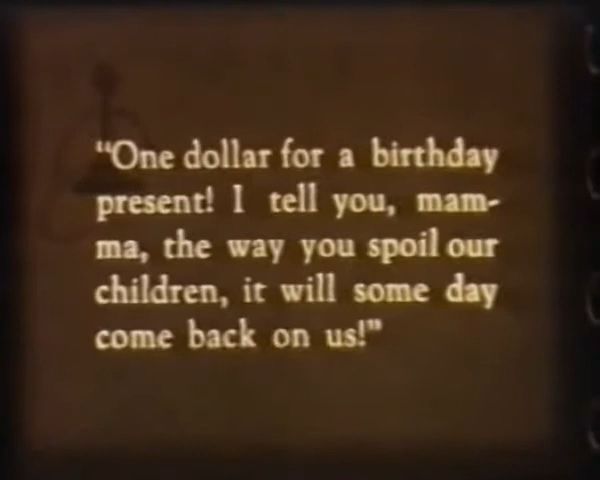 "One dollar for a birthday
present! I tell you, mam-
ma, the way you spoil our
children, it will some day
come back on us!"